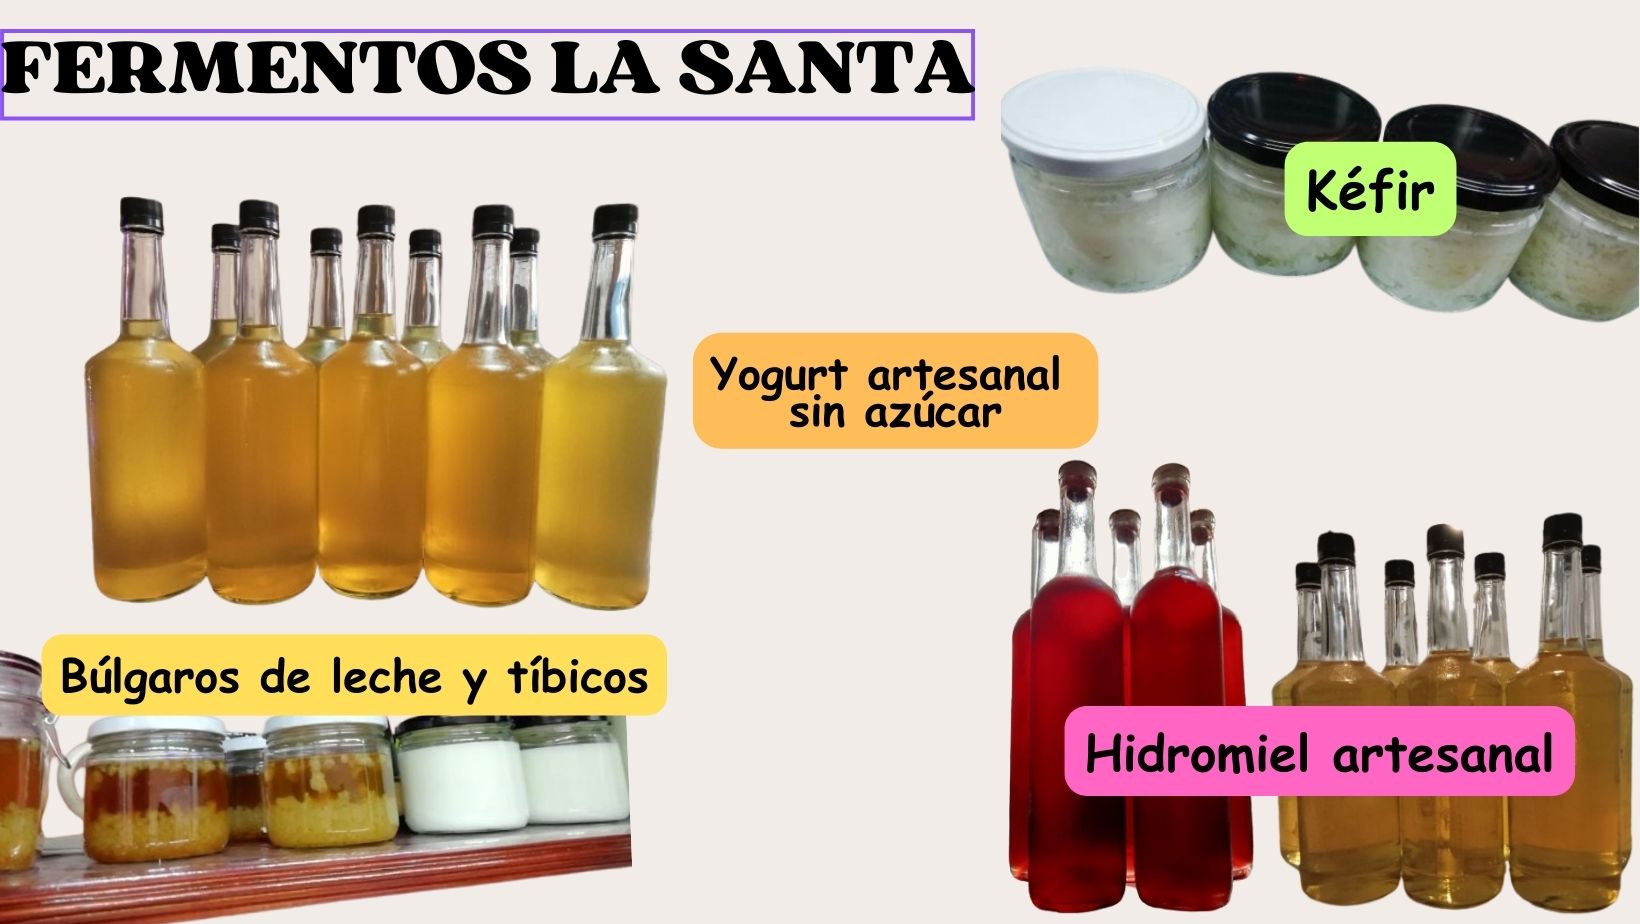 FERMENTOS LA SANTA
Kéfir
Yogurt artesanal
sin azúcar
Búlgaros de leche y tíbicos
Hidromiel artesanal